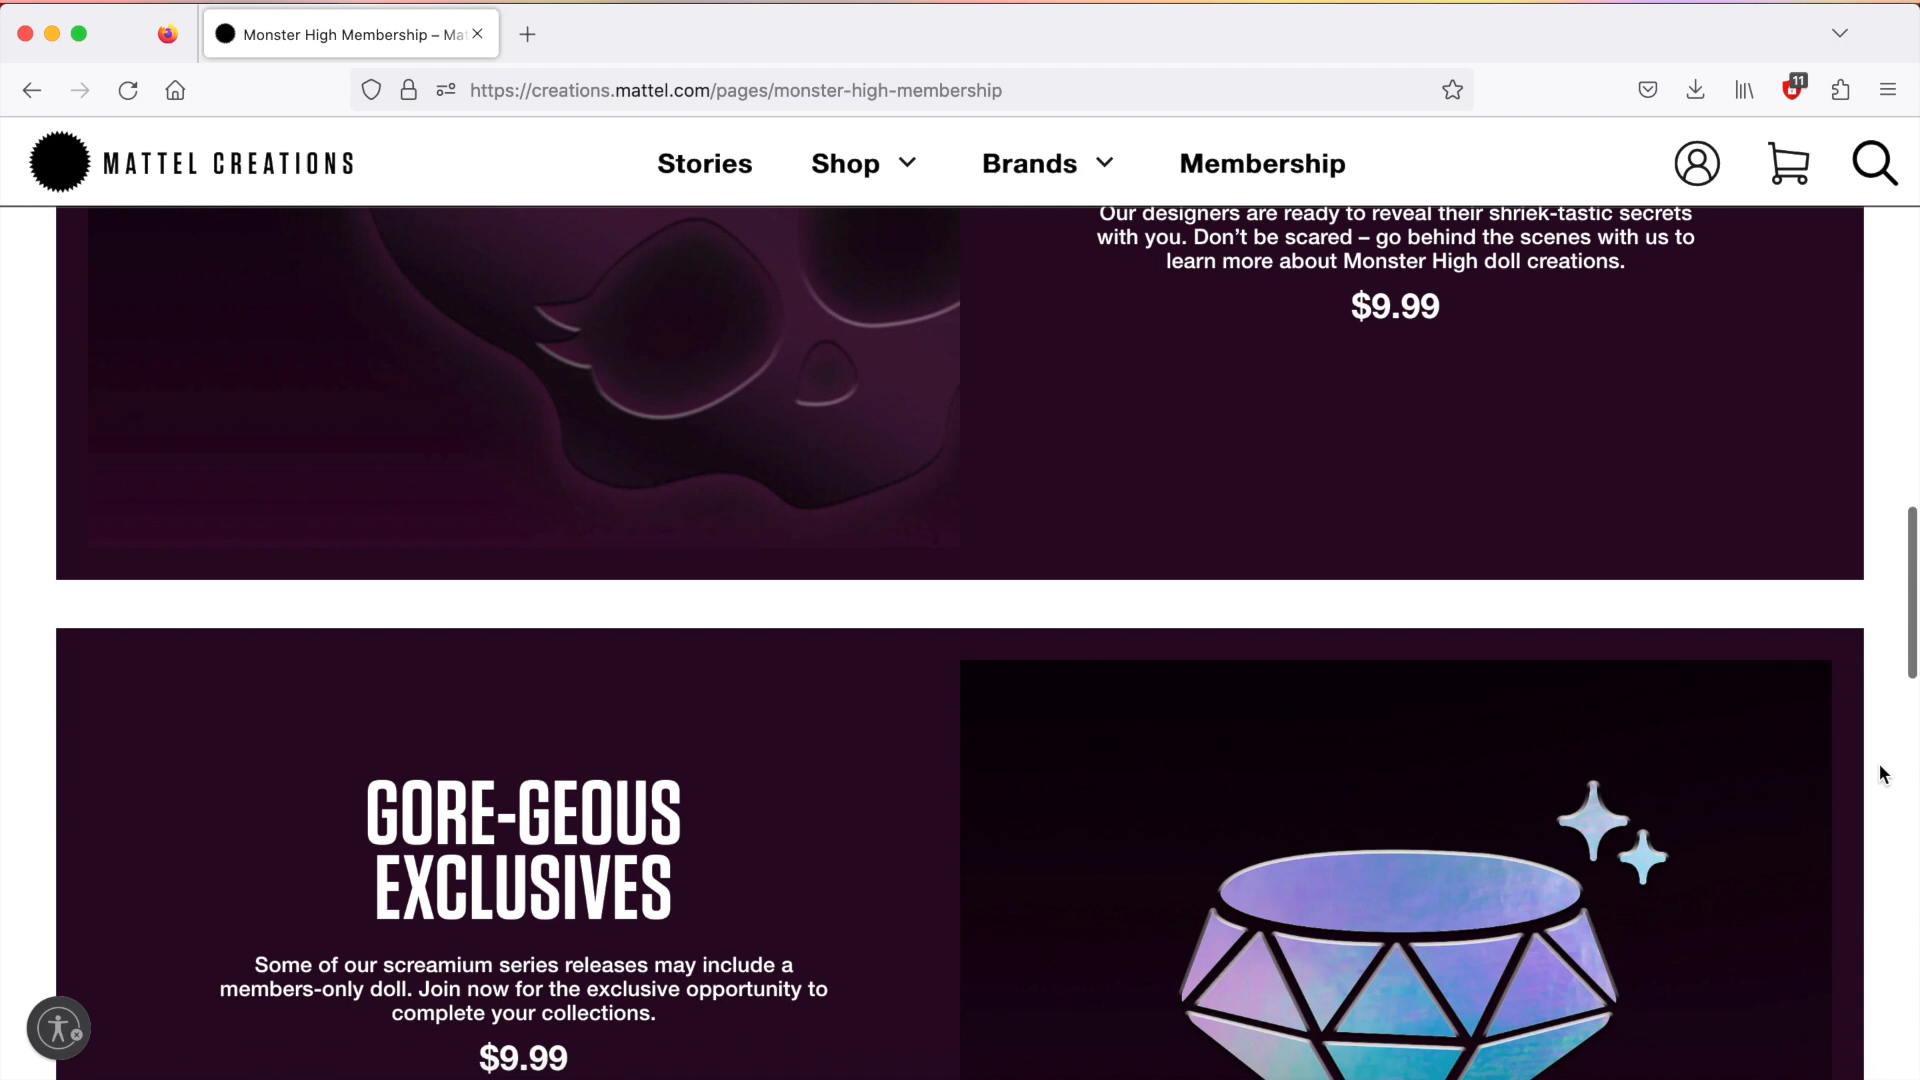 Monster High Membership – Mat
https://creations.mattel.com/pages/monster-high-membership
11
MATTEL CREATIONS
Stories
Shop
Brands
Membership
Our designers are ready to reveal their shriek-tastic secrets
with you. Don’t be scared – go behind the scenes with us to
learn more about Monster High doll creations.
$9.99
GORE-GEOUS
EXCLUSIVES
Some of our screamium series releases may include a
members-only doll. Join now for the exclusive opportunity to
complete your collections.
$9.99